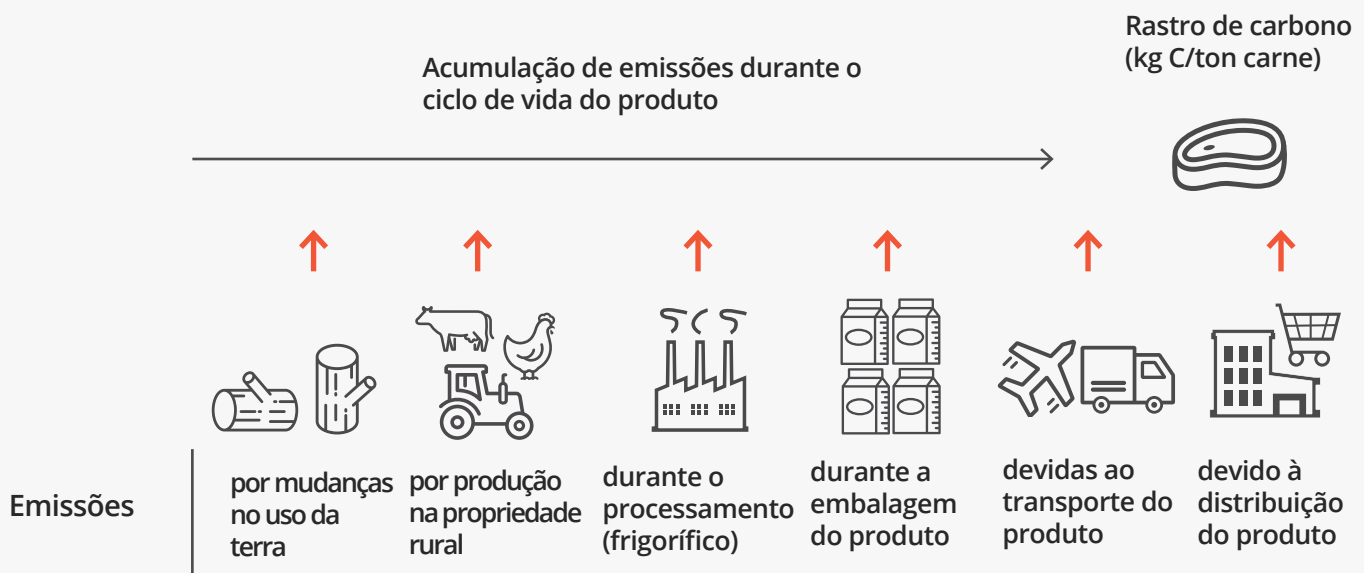 Rastro de carbono
(kg C/ton carne)
Acumulação de emissões durante o
ciclo de vida do produto
Emissões
por mudanças
no uso da
terra
por produção
na propriedade
rural
durante o
processamento
(frigorífico)
durante a
embalagem
do produto
devidas ao
transporte do
produto
devido à
distribuição
do produto